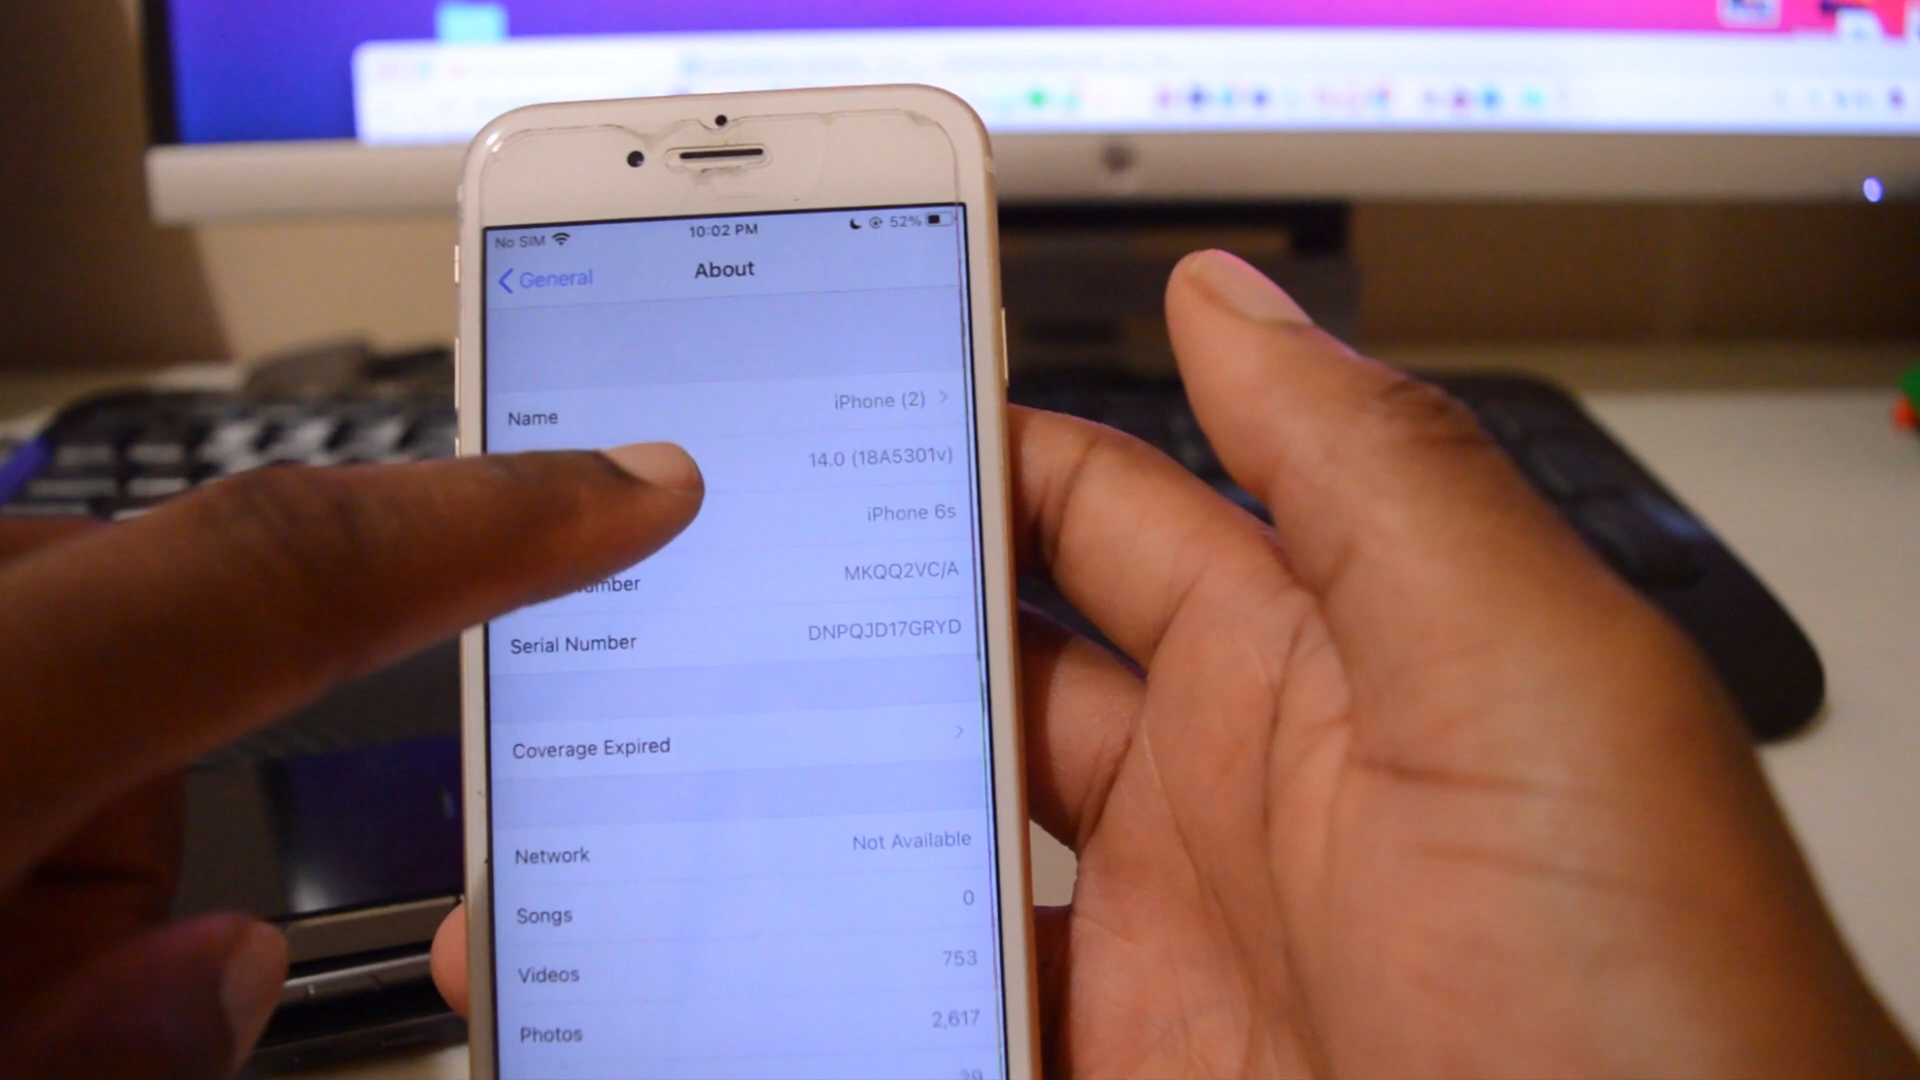 No SIM 10:02 PM 52%
General About
Name iPhone (2)
14.0 (18A5301v)
iPhone 6s
umber MKQQ2VC/A
Serial Number DNPQJD17GRYD
Coverage Expired
Network Not Available
Songs 0
Videos 753
Photos 2,617